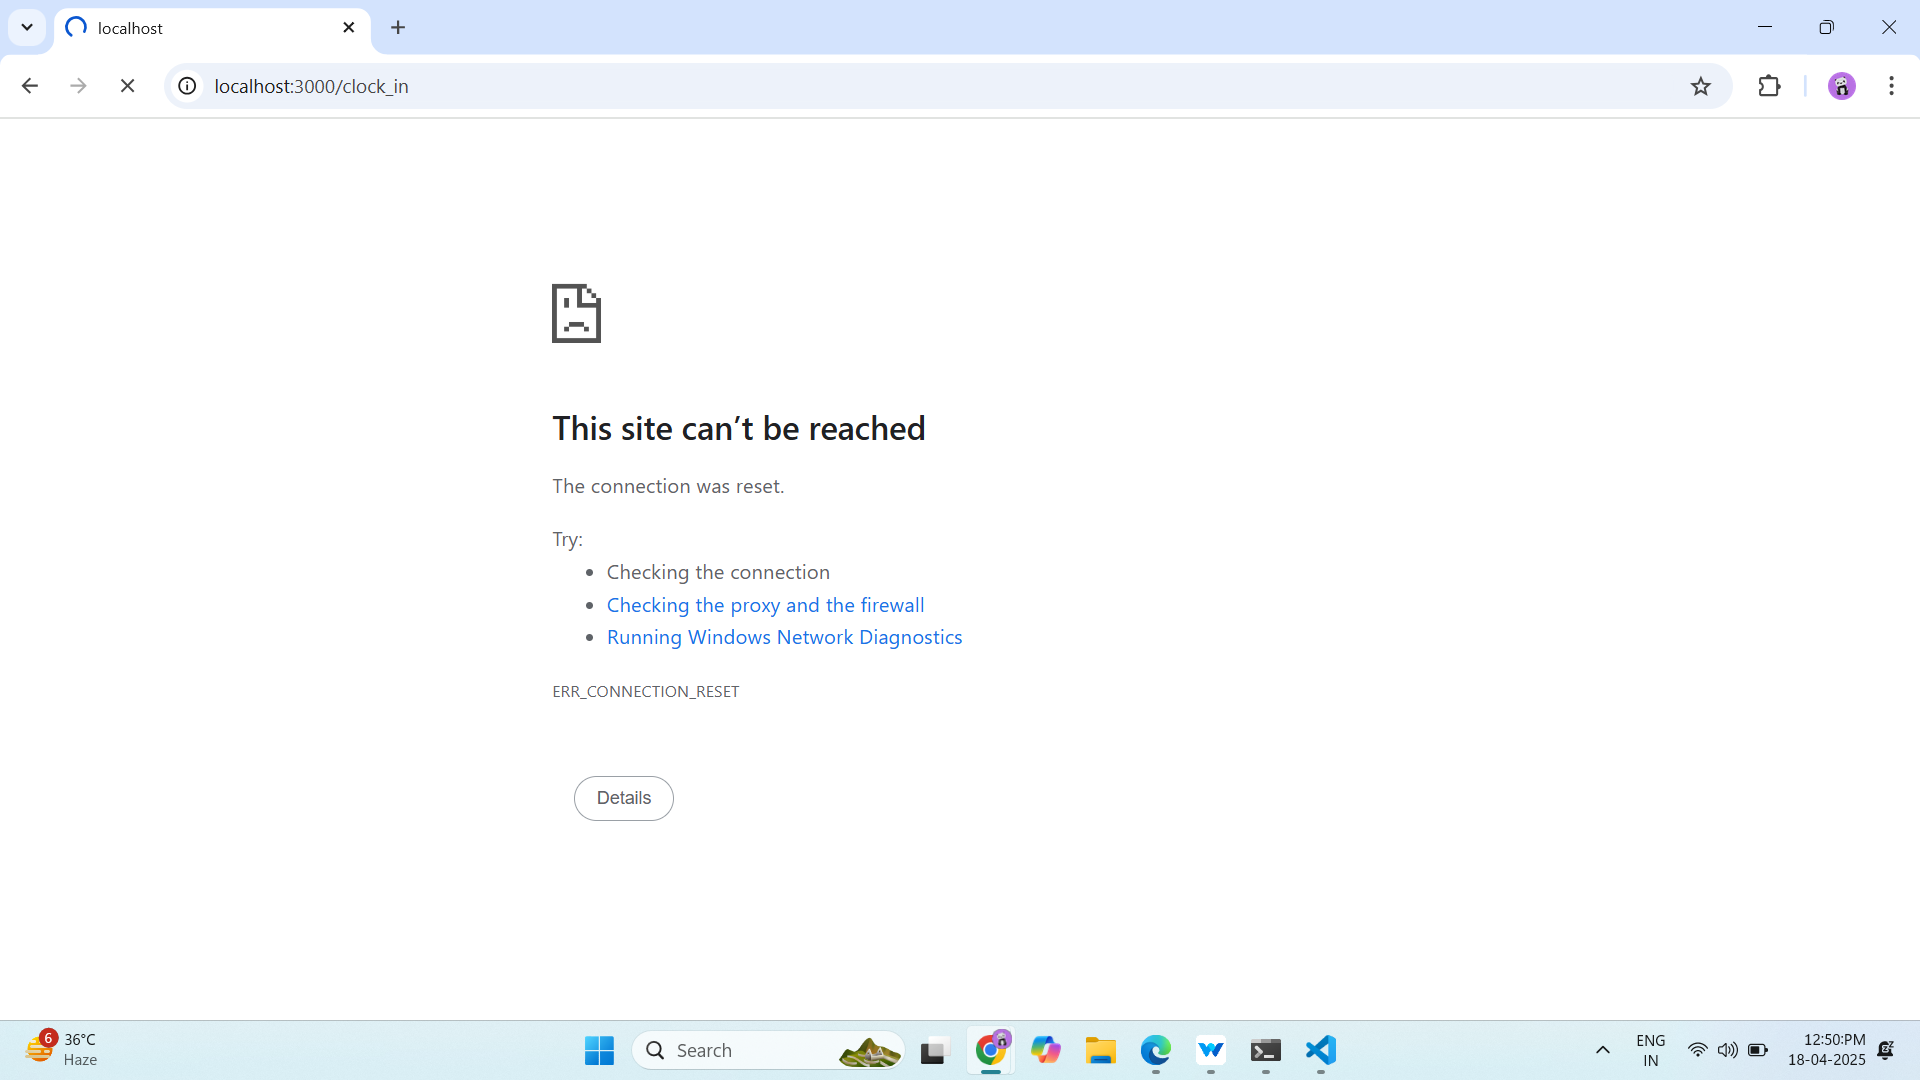 localhost
localhost:3000/clock_in
This site can’t be reached
The connection was reset.
Try:
Checking the connection
Checking the proxy and the firewall
Running Windows Network Diagnostics
ERR_CONNECTION_RESET
Details
6
36°C
Haze
Search
ENG
IN
12:50:PM
18-04-2025